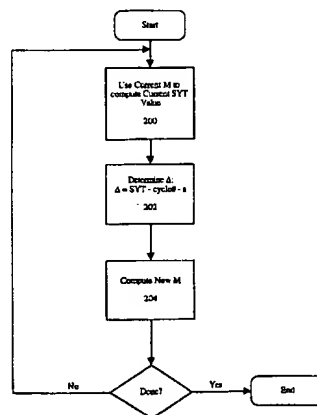 Start
Use Current M to
compute Current SYT
Value
200
Determine Δ:
Δ = SYT - cycle# - s
202
Compute New M
204
Done?
No
Yes
End